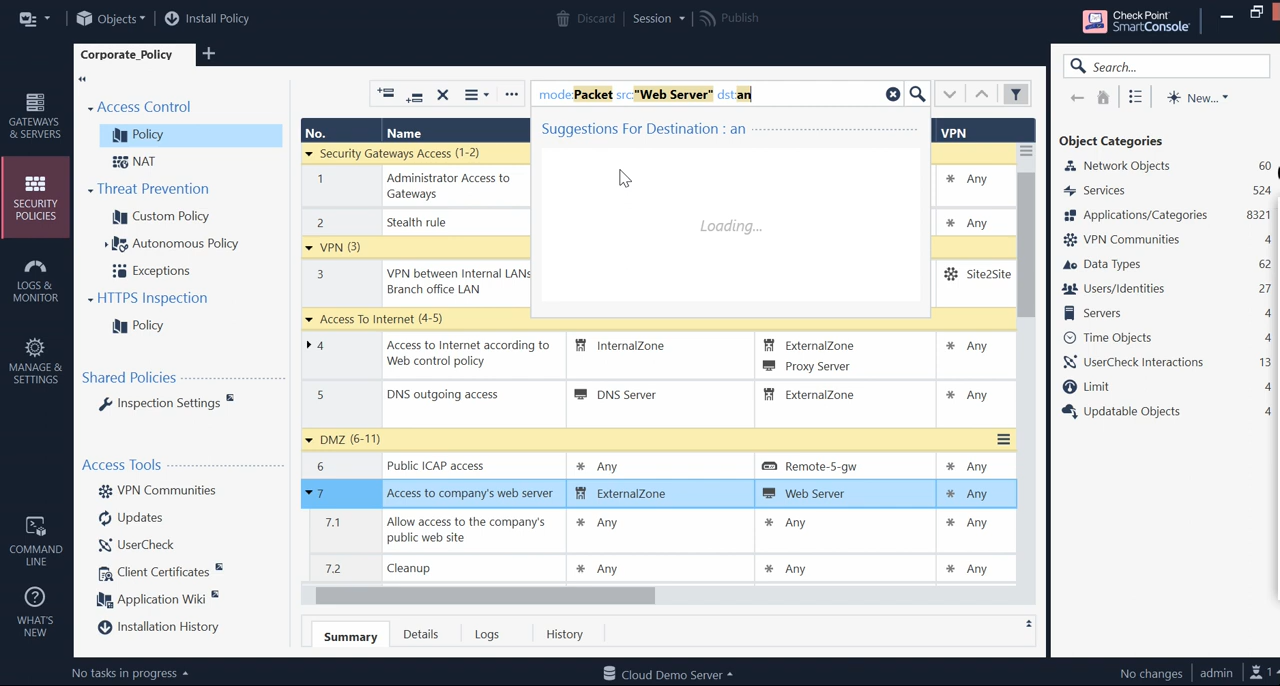 Objects
Install Policy
Discard
Session
Publish
Check Point
SmartConsole
Corporate_Policy
GATEWAYS
& SERVERS
SECURITY
POLICIES
LOGS &
MONITOR
MANAGE &
SETTINGS
COMMAND
LINE
WHAT'S
NEW
Access Control
Policy
NAT
Threat Prevention
Custom Policy
Autonomous Policy
Exceptions
HTTPS Inspection
Policy
Shared Policies
Inspection Settings
Access Tools
VPN Communities
Updates
UserCheck
Client Certificates
Application Wiki
Installation History
mode:Packet src:"Web Server" dst:an
Suggestions For Destination : an
Loading...
No. Name VPN
Security Gateways Access (1-2)
1 Administrator Access to Gateways Any
2 Stealth rule Any
VPN (3)
3 VPN between Internal LANs Site2Site
Branch office LAN
Access To Internet (4-5)
4 Access to Internet according to InternalZone ExternalZone Any
Web control policy Proxy Server
5 DNS outgoing access DNS Server ExternalZone Any
DMZ (6-11)
6 Public ICAP access Any Remote-5-gw Any
7 Access to company's web server ExternalZone Web Server Any
7.1 Allow access to the company's Any Any Any
public web site
7.2 Cleanup Any Any Any
Summary Details Logs History
Search...
New...
Object Categories
Network Objects 60
Services 524
Applications/Categories 8321
VPN Communities 4
Data Types 62
Users/Identities 27
Servers 4
Time Objects 4
UserCheck Interactions 13
Limit 4
Updatable Objects 4
No tasks in progress
Cloud Demo Server
No changes
admin
1